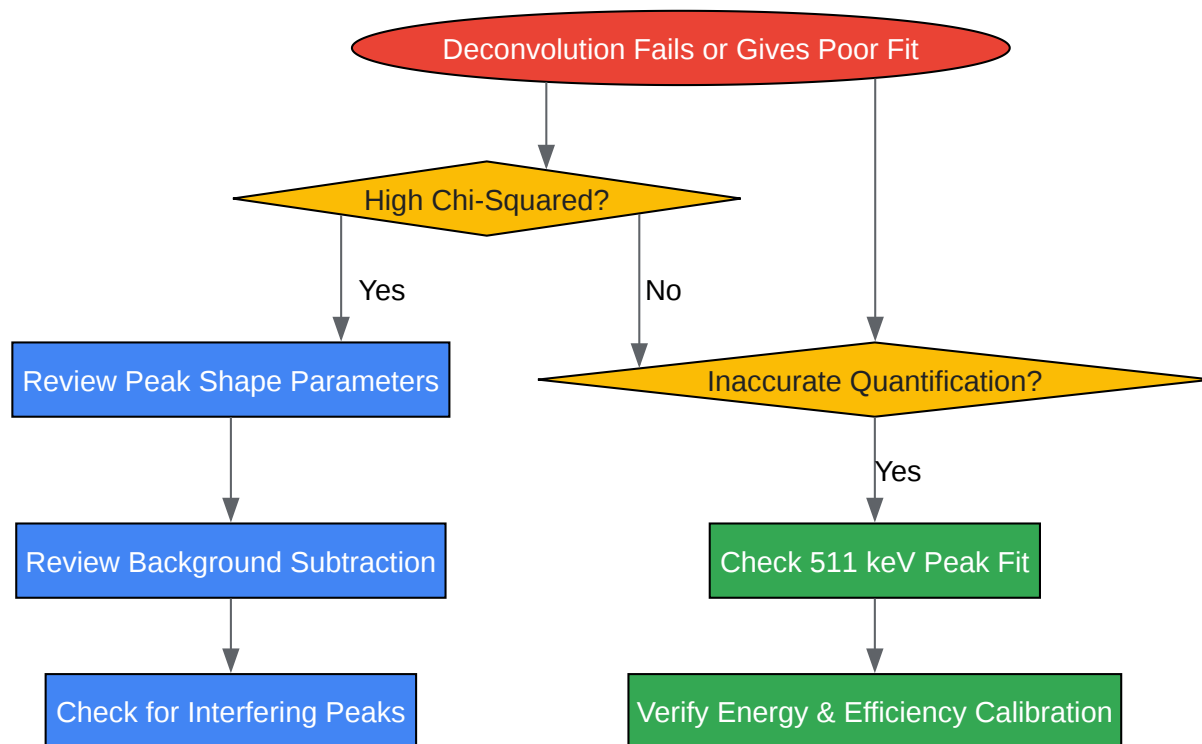 Deconvolution Fails or Gives Poor Fit
High Chi-Squared?
Yes
No
Review Peak Shape Parameters
Inaccurate Quantification?
Yes
Review Background Subtraction
Check 511 keV Peak Fit
Check for Interfering Peaks
Verify Energy & Efficiency Calibration